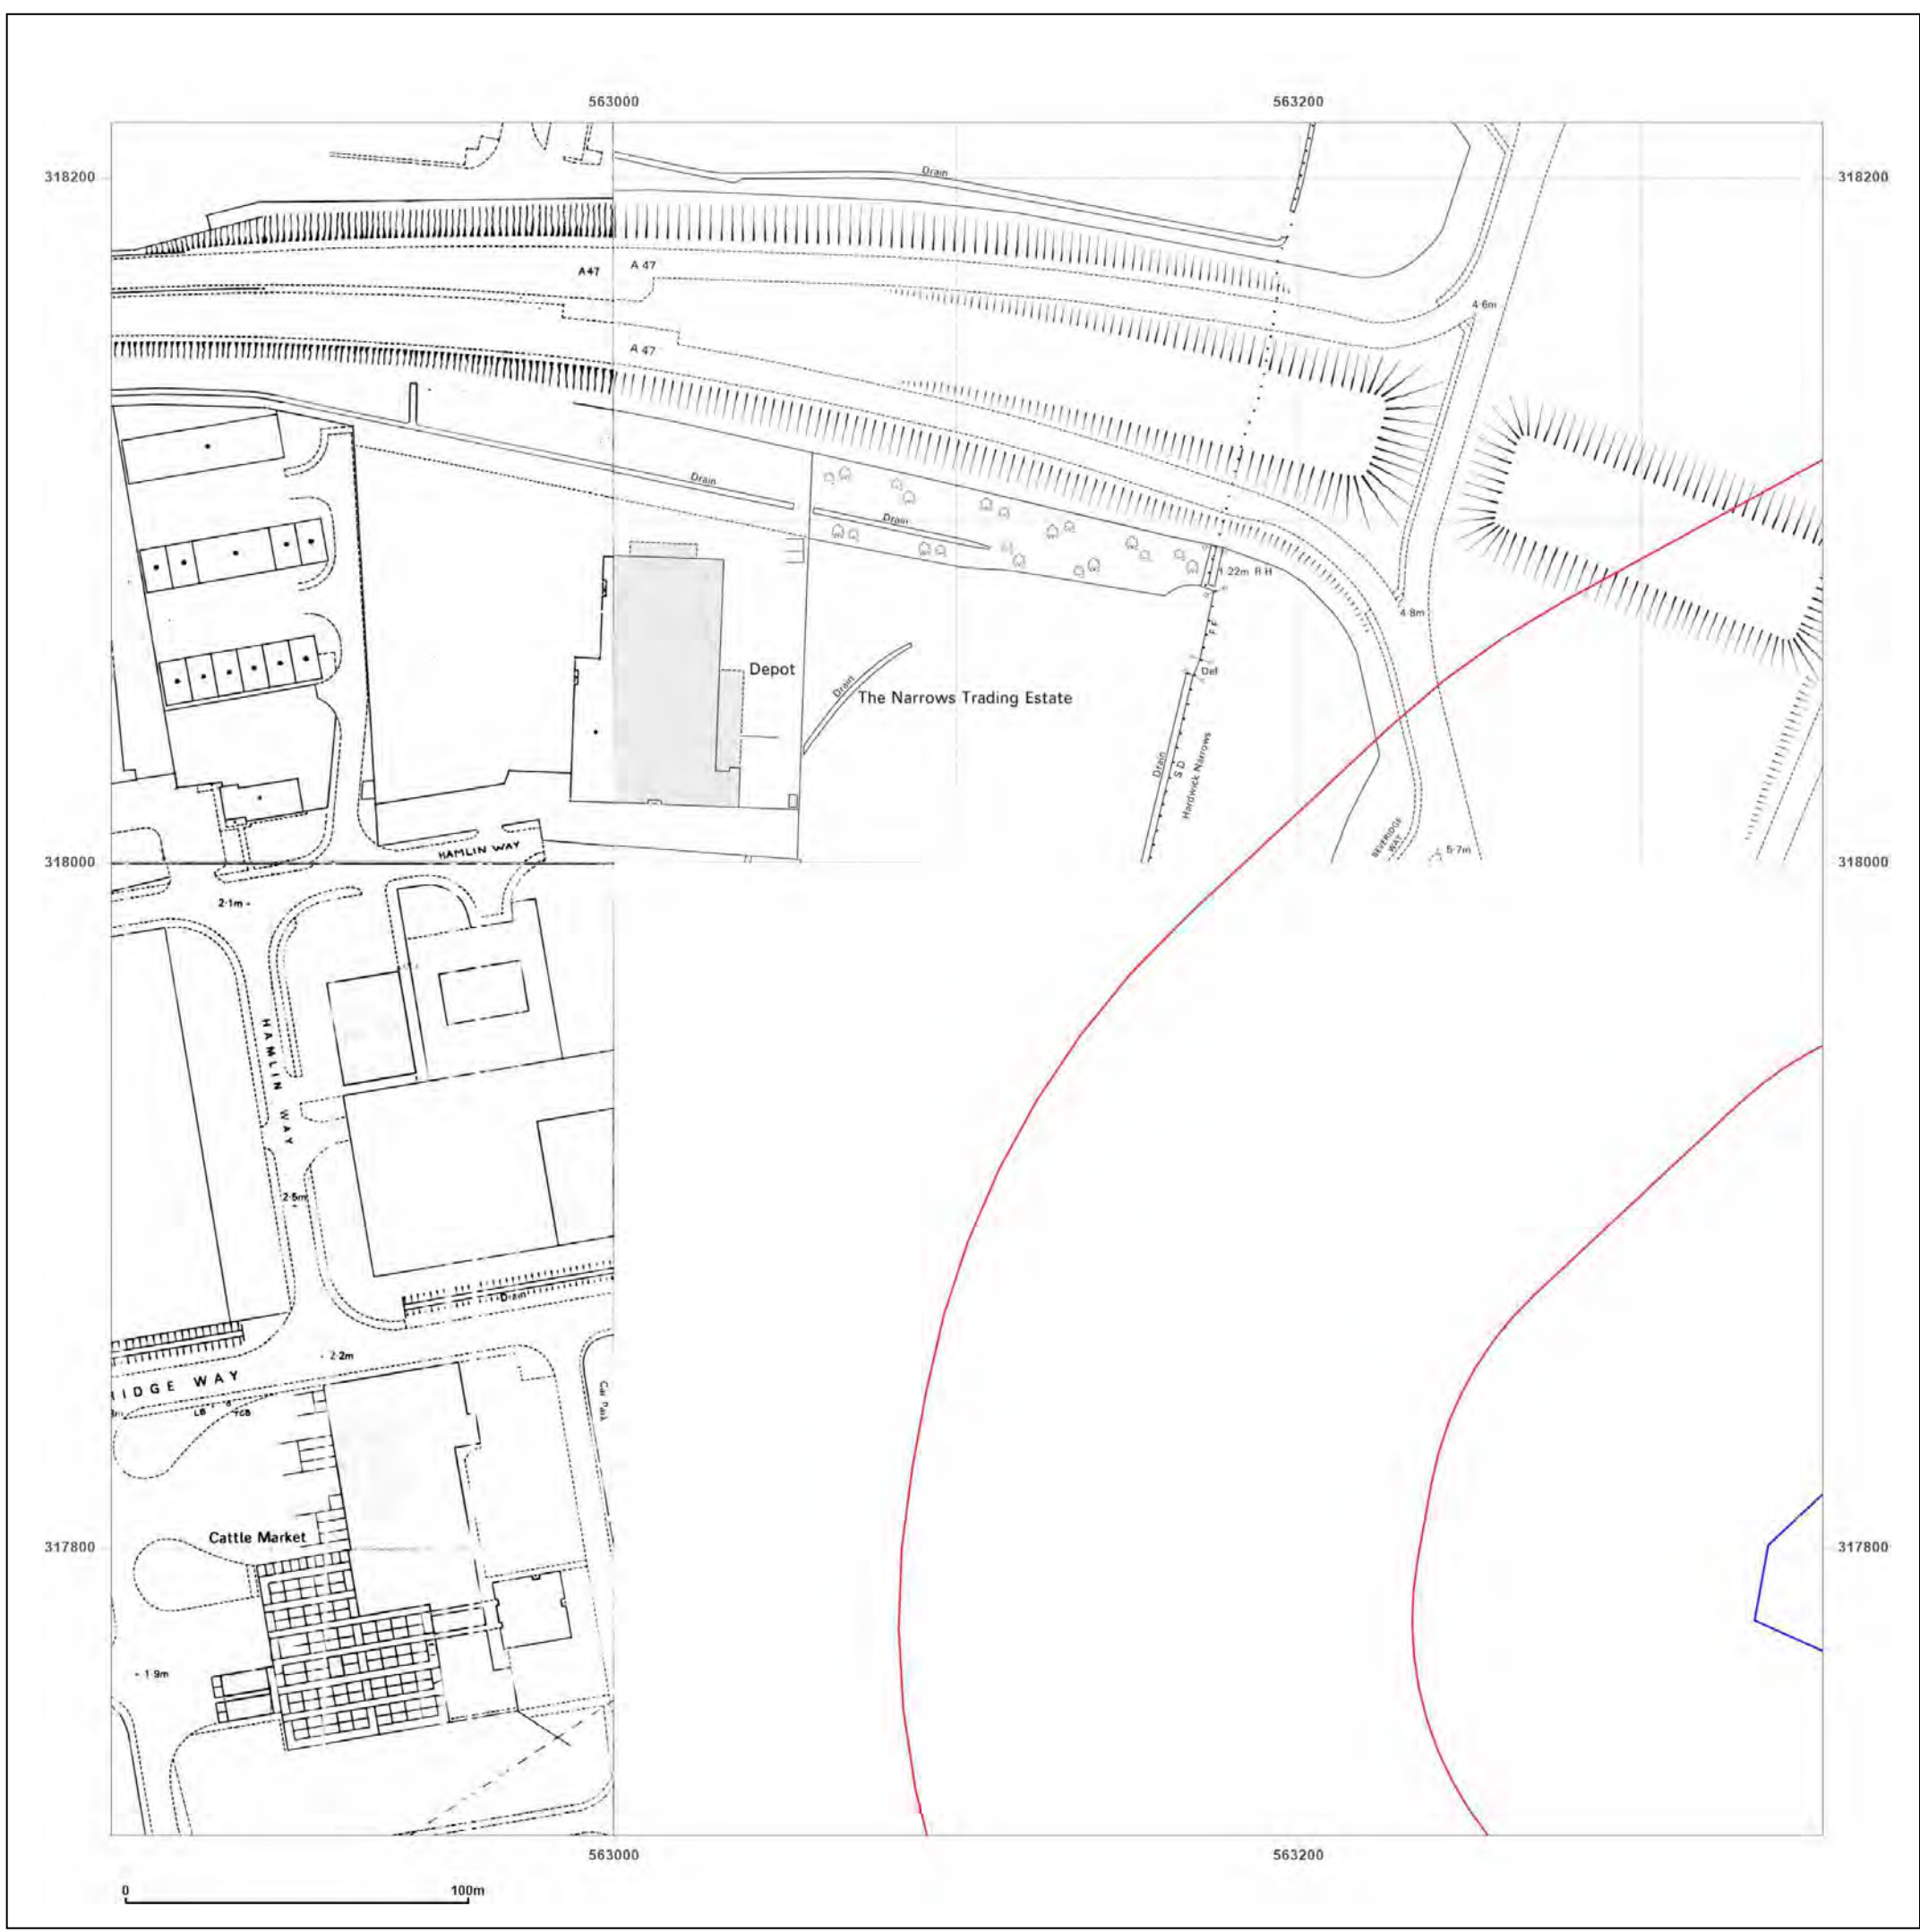 563000 563200
318200 318200
Drain
A47 A 47
4·6m
A 47
Drain
Drain
1·22m R H
4·8m
F F
Def
Depot
The Narrows Trading Estate
Drain
Drain
S D
Hardwick Narrows
BEVERIDGE WAY
5·7m
HAMLIN WAY
318000 318000
2·1m
HAMLIN WAY
2·5m
Drain
2·2m
IDGE WAY
LB TCB
Car Park
Cattle Market
317800 317800
1·9m
563000 563200
0 100m